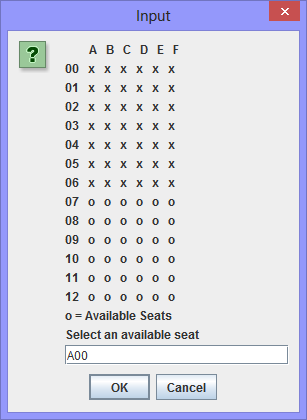 Input
?
A B C D E F
00 x x x x x x
01 x x x x x x
02 x x x x x x
03 x x x x x x
04 x x x x x x
05 x x x x x x
06 x x x x x x
07 o o o o o o
08 o o o o o o
09 o o o o o o
10 o o o o o o
11 o o o o o o
12 o o o o o o
o = Available Seats
Select an available seat
A00
OK Cancel